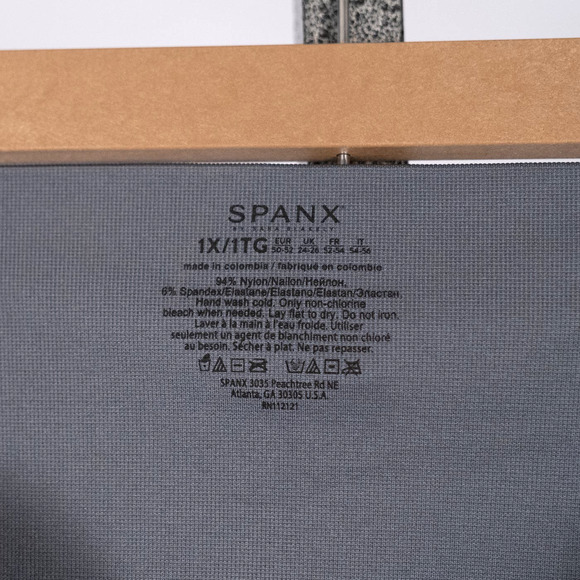 SPANX®
BY SARA BLAKELY
1X/1TG EUR 50-52 UK 24-26 FR 52-54 IT 54-56
made in colombia / fabriqué en colombie
94% Nylon/Nailon/Нейлон,
6% Spandex/Elastane/Elastano/Elastan/Эластан.
Hand wash cold. Only non-chlorine
bleach when needed. Lay flat to dry. Do not iron.
Laver à la main à l'eau froide. Utiliser
seulement un agent de blanchiment non chloré
au besoin. Sécher à plat. Ne pas repasser.
SPANX 3035 Peachtree Rd NE
Atlanta, GA 30305 U.S.A.
RN112121